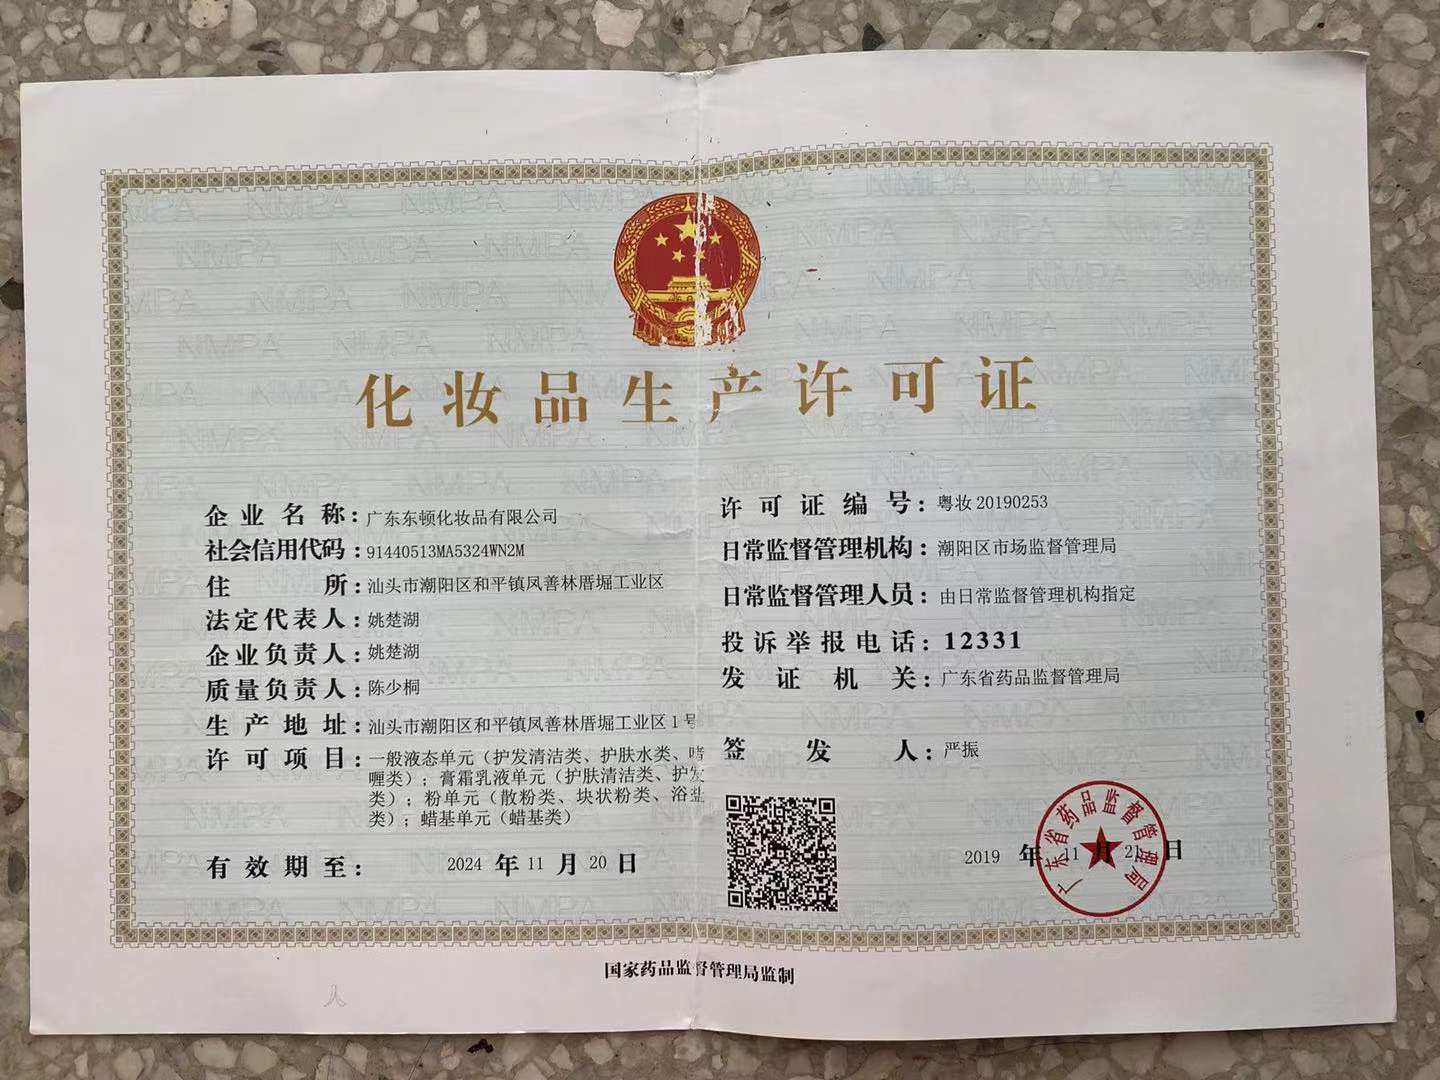 化妆品生产许可证
企业名称：广东东顿化妆品有限公司
社会信用代码：91440513MA5324WN2M
住所：汕头市潮阳区和平镇凤善林厝堀工业区
法定代表人：姚楚湖
企业负责人：姚楚湖
质量负责人：陈少桐
生产地址：汕头市潮阳区和平镇凤善林厝堀工业区1号
许可项目：一般液态单元（护发清洁类、护肤水类、啫
喱类）；膏霜乳液单元（护肤清洁类、护发
类）；粉单元（散粉类、块状粉类、浴盐
类）；蜡基单元（蜡基类）
有效期至：2024年11月20日
许可证编号：粤妆20190253
日常监督管理机构：潮阳区市场监督管理局
日常监督管理人员：由日常监督管理机构指定
投诉举报电话：12331
发证机关：广东省药品监督管理局
签发人：严振
2019年11月21日
广东省药品监督管理局
国家药品监督管理局监制